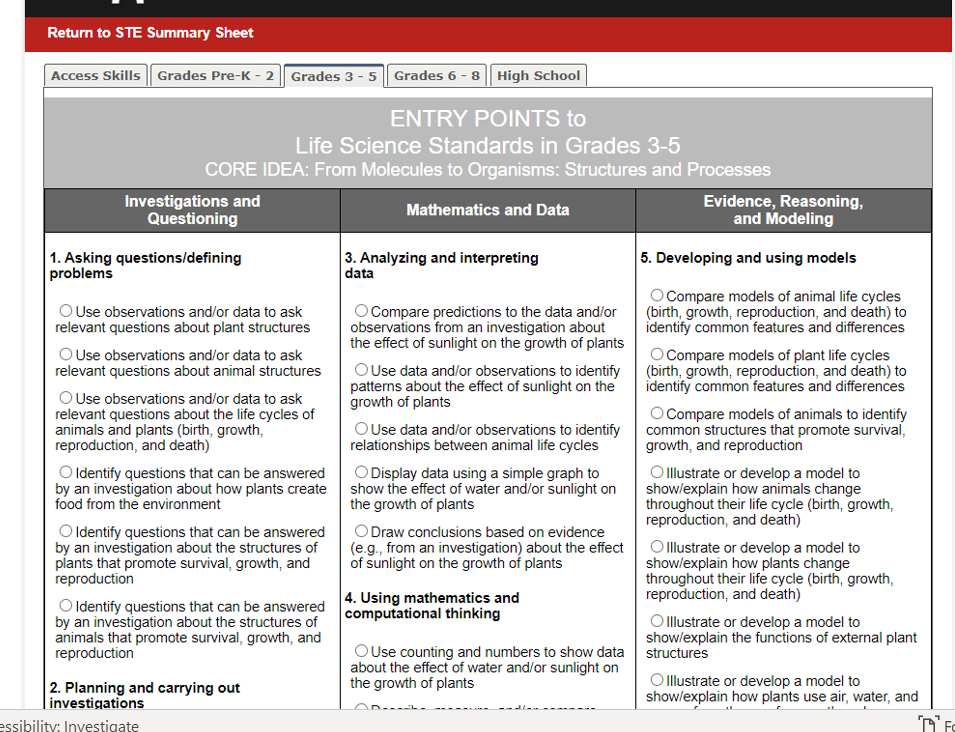 Return to STE Summary Sheet
Access Skills
Grades Pre-K - 2
Grades 3 - 5
Grades 6 - 8
High School
ENTRY POINTS to
Life Science Standards in Grades 3-5
CORE IDEA: From Molecules to Organisms: Structures and Processes
Investigations and
Questioning
1. Asking questions/defining
problems
Use observations and/or data to ask
relevant questions about plant structures
Use observations and/or data to ask
relevant questions about animal structures
Use observations and/or data to ask
relevant questions about the life cycles of
animals and plants (birth, growth,
reproduction, and death)
Identify questions that can be answered
by an investigation about how plants create
food from the environment
Identify questions that can be answered
by an investigation about the structures of
plants that promote survival, growth, and
reproduction
Identify questions that can be answered
by an investigation about the structures of
animals that promote survival, growth, and
reproduction
2. Planning and carrying out
investigations
Mathematics and Data
3. Analyzing and interpreting
data
Compare predictions to the data and/or
observations from an investigation about
the effect of sunlight on the growth of plants
Use data and/or observations to identify
patterns about the effect of sunlight on the
growth of plants
Use data and/or observations to identify
relationships between animal life cycles
Display data using a simple graph to
show the effect of water and/or sunlight on
the growth of plants
Draw conclusions based on evidence
(e.g., from an investigation) about the effect
of sunlight on the growth of plants
4. Using mathematics and
computational thinking
Use counting and numbers to show data
about the effect of water and/or sunlight on
the growth of plants
Evidence, Reasoning,
and Modeling
5. Developing and using models
Compare models of animal life cycles
(birth, growth, reproduction, and death) to
identify common features and differences
Compare models of plant life cycles
(birth, growth, reproduction, and death) to
identify common features and differences
Compare models of animals to identify
common structures that promote survival,
growth, and reproduction
Illustrate or develop a model to
show/explain how animals change
throughout their life cycle (birth, growth,
reproduction, and death)
Illustrate or develop a model to
show/explain how plants change
throughout their life cycle (birth, growth,
reproduction, and death)
Illustrate or develop a model to
show/explain the functions of external plant
structures
Illustrate or develop a model to
show/explain how plants use air, water, and
essibility: Investigate
Fo